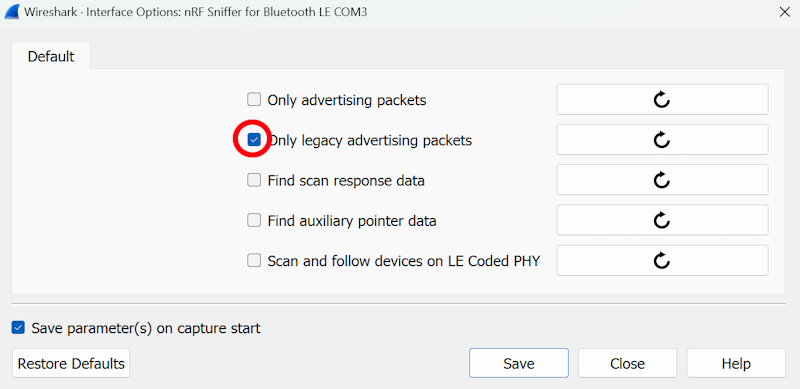 Wireshark · Interface Options: nRF Sniffer for Bluetooth LE COM3
Default
Only advertising packets
Only legacy advertising packets
Find scan response data
Find auxiliary pointer data
Scan and follow devices on LE Coded PHY
Save parameter(s) on capture start
Restore Defaults
Save
Close
Help